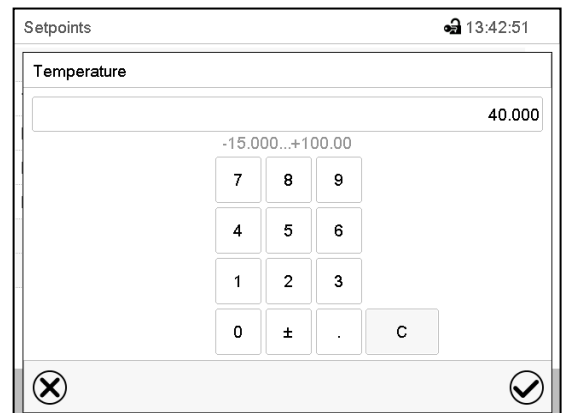 Setpoints 13:42:51
Temperature
40.000
-15.000...+100.00
7 8 9
4 5 6
1 2 3
0 ± . C